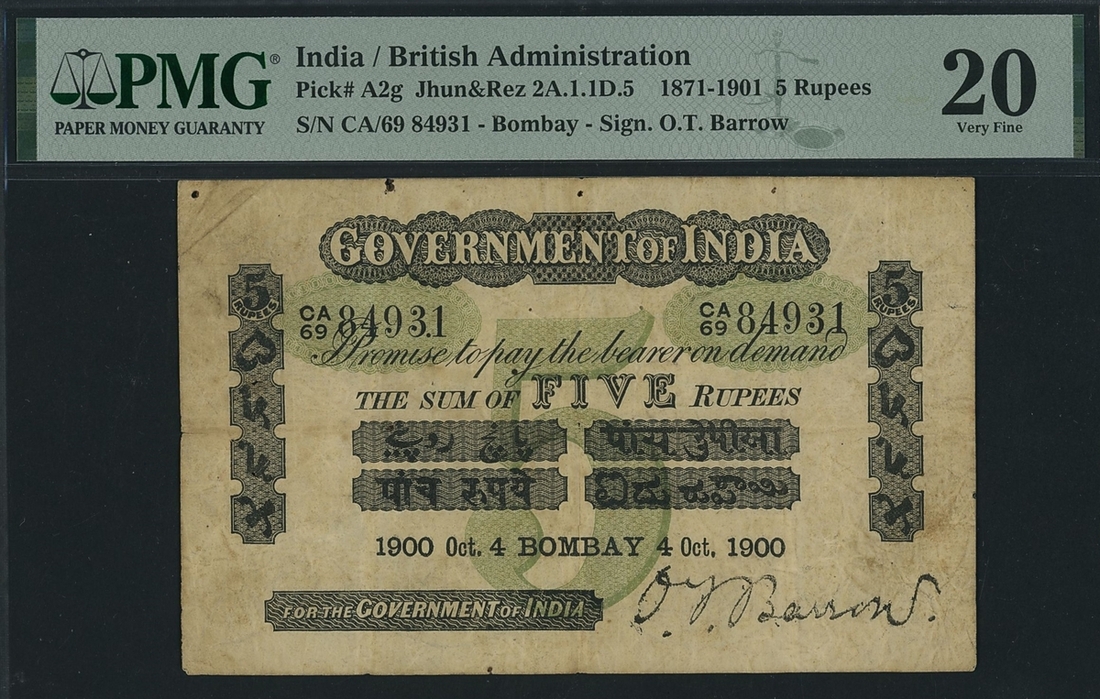 PMG®
PAPER MONEY GUARANTY
India / British Administration
Pick# A2g Jhun&Rez 2A.1.1D.5 1871-1901 5 Rupees
S/N CA/69 84931 - Bombay - Sign. O.T. Barrow
20
Very Fine
GOVERNMENT OF INDIA
5 RUPEES
5 RUPEES
CA 69 84931
CA 69 84931
5
I Promise to pay the bearer on demand
THE SUM OF FIVE RUPEES
पांच रुपये
1900 Oct. 4 BOMBAY 4 Oct. 1900
FOR THE GOVERNMENT OF INDIA
O. T. Barrow.